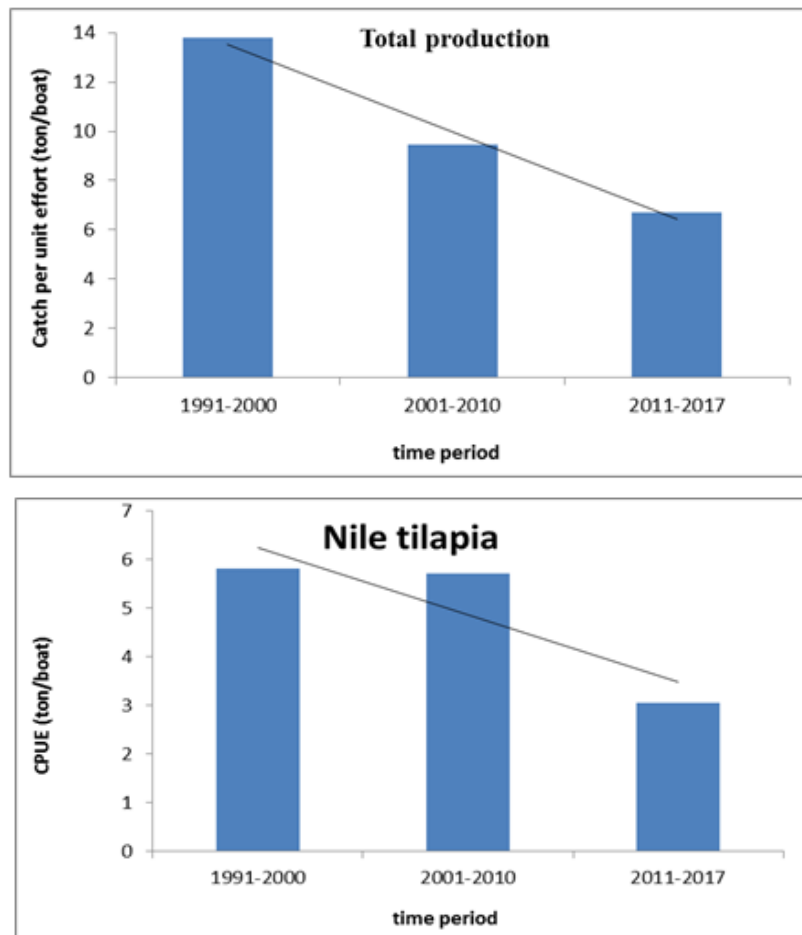 Total production
Catch per unit effort (ton/boat)
14
12
10
8
6
4
2
0
1991-2000 2001-2010 2011-2017
time period
Nile tilapia
CPUE (ton/boat)
7
6
5
4
3
2
1
0
1991-2000 2001-2010 2011-2017
time period